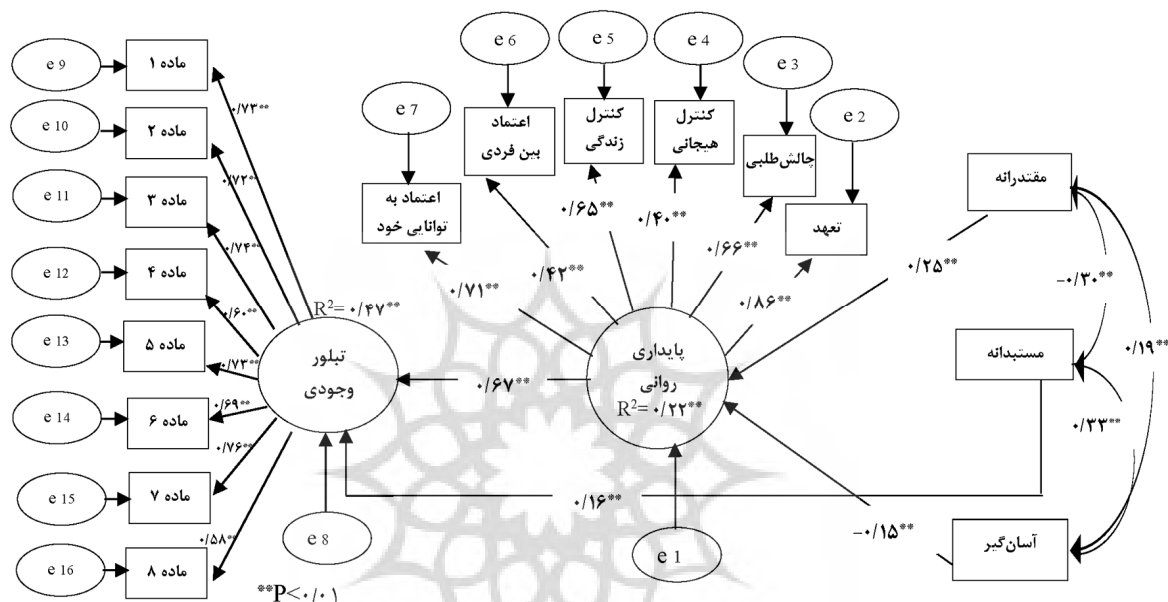 e 9
ماده ۱
۰/۷۳**
e 10
ماده ۲
۰/۷۲**
e 11
ماده ۳
۰/۷۴**
e 12
ماده ۴
۰/۶۰**
e 13
ماده ۵
۰/۷۳**
e 14
ماده ۶
۰/۶۹**
e 15
ماده ۷
۰/۷۶**
e 16
ماده ۸
۰/۵۸**
e 7
اعتماد به
توانایی خود
۰/۷۱**
e 6
اعتماد
بین فردی
۰/۴۲**
e 5
کنترل
زندگی
۰/۶۵**
e 4
کنترل
هیجانی
۰/۴۰**
e 3
چالش‌طلبی
۰/۶۶**
e 2
تعهد
۰/۸۶**
R²= ۰/۴۷**
تبلور
وجودی
e 8
۰/۶۷**
پایداری
روانی
R²= ۰/۲۲**
e 1
مقتدرانه
۰/۲۵**
−۰/۳۰**
مستبدانه
۰/۱۹**
۰/۳۳**
۰/۱۶**
−۰/۱۵**
آسان‌گیر
**P<۰/۰۱